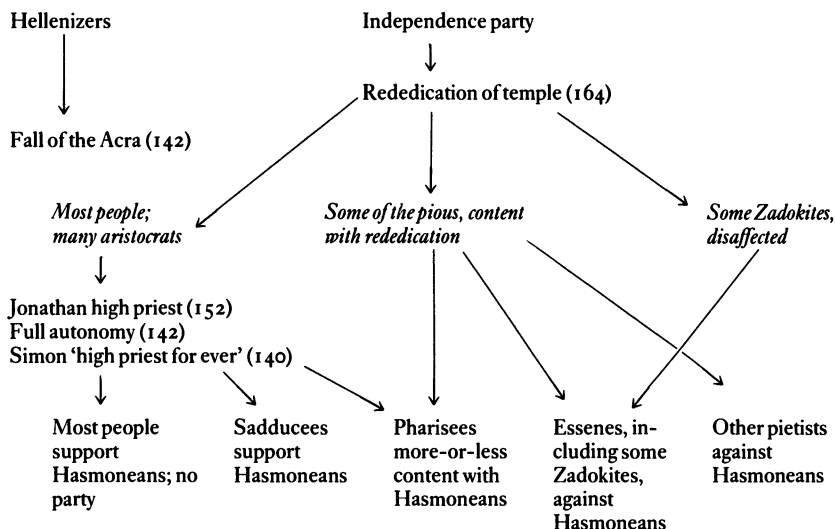 Hellenizers
Independence party
Rededication of temple (164)
Fall of the Acra (142)
Most people;
many aristocrats
Some of the pious, content
with rededication
Some Zadokites,
disaffected
Jonathan high priest (152)
Full autonomy (142)
Simon ‘high priest for ever’ (140)
Most people
support
Hasmoneans; no
party
Sadducees
support
Hasmoneans
Pharisees
more-or-less
content with
Hasmoneans
Essenes, in-
cluding some
Zadokites,
against
Hasmoneans
Other pietists
against
Hasmoneans